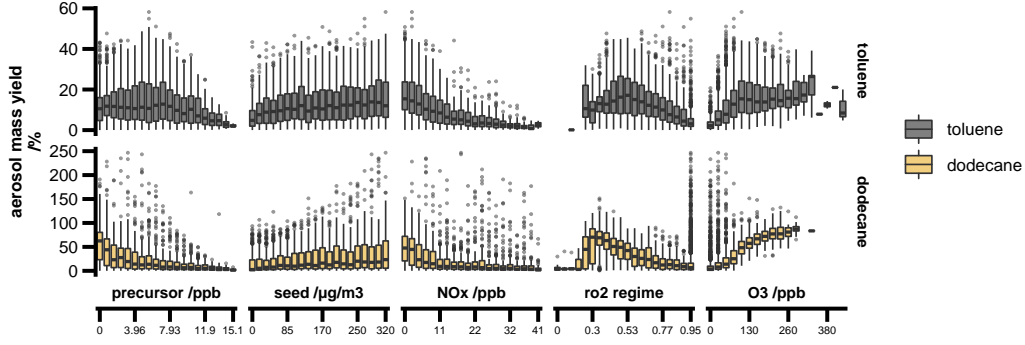 60
40
20
0
toluene
aerosol mass yield
/%
250
200
150
100
50
0
dodecane
toluene
dodecane
precursor /ppb seed /µg/m3 NOx /ppb ro2 regime O3 /ppb
0 3.96 7.93 11.9 15.1 0 85 170 250 320 0 11 22 32 41 0 0.3 0.53 0.77 0.95 0 130 260 380